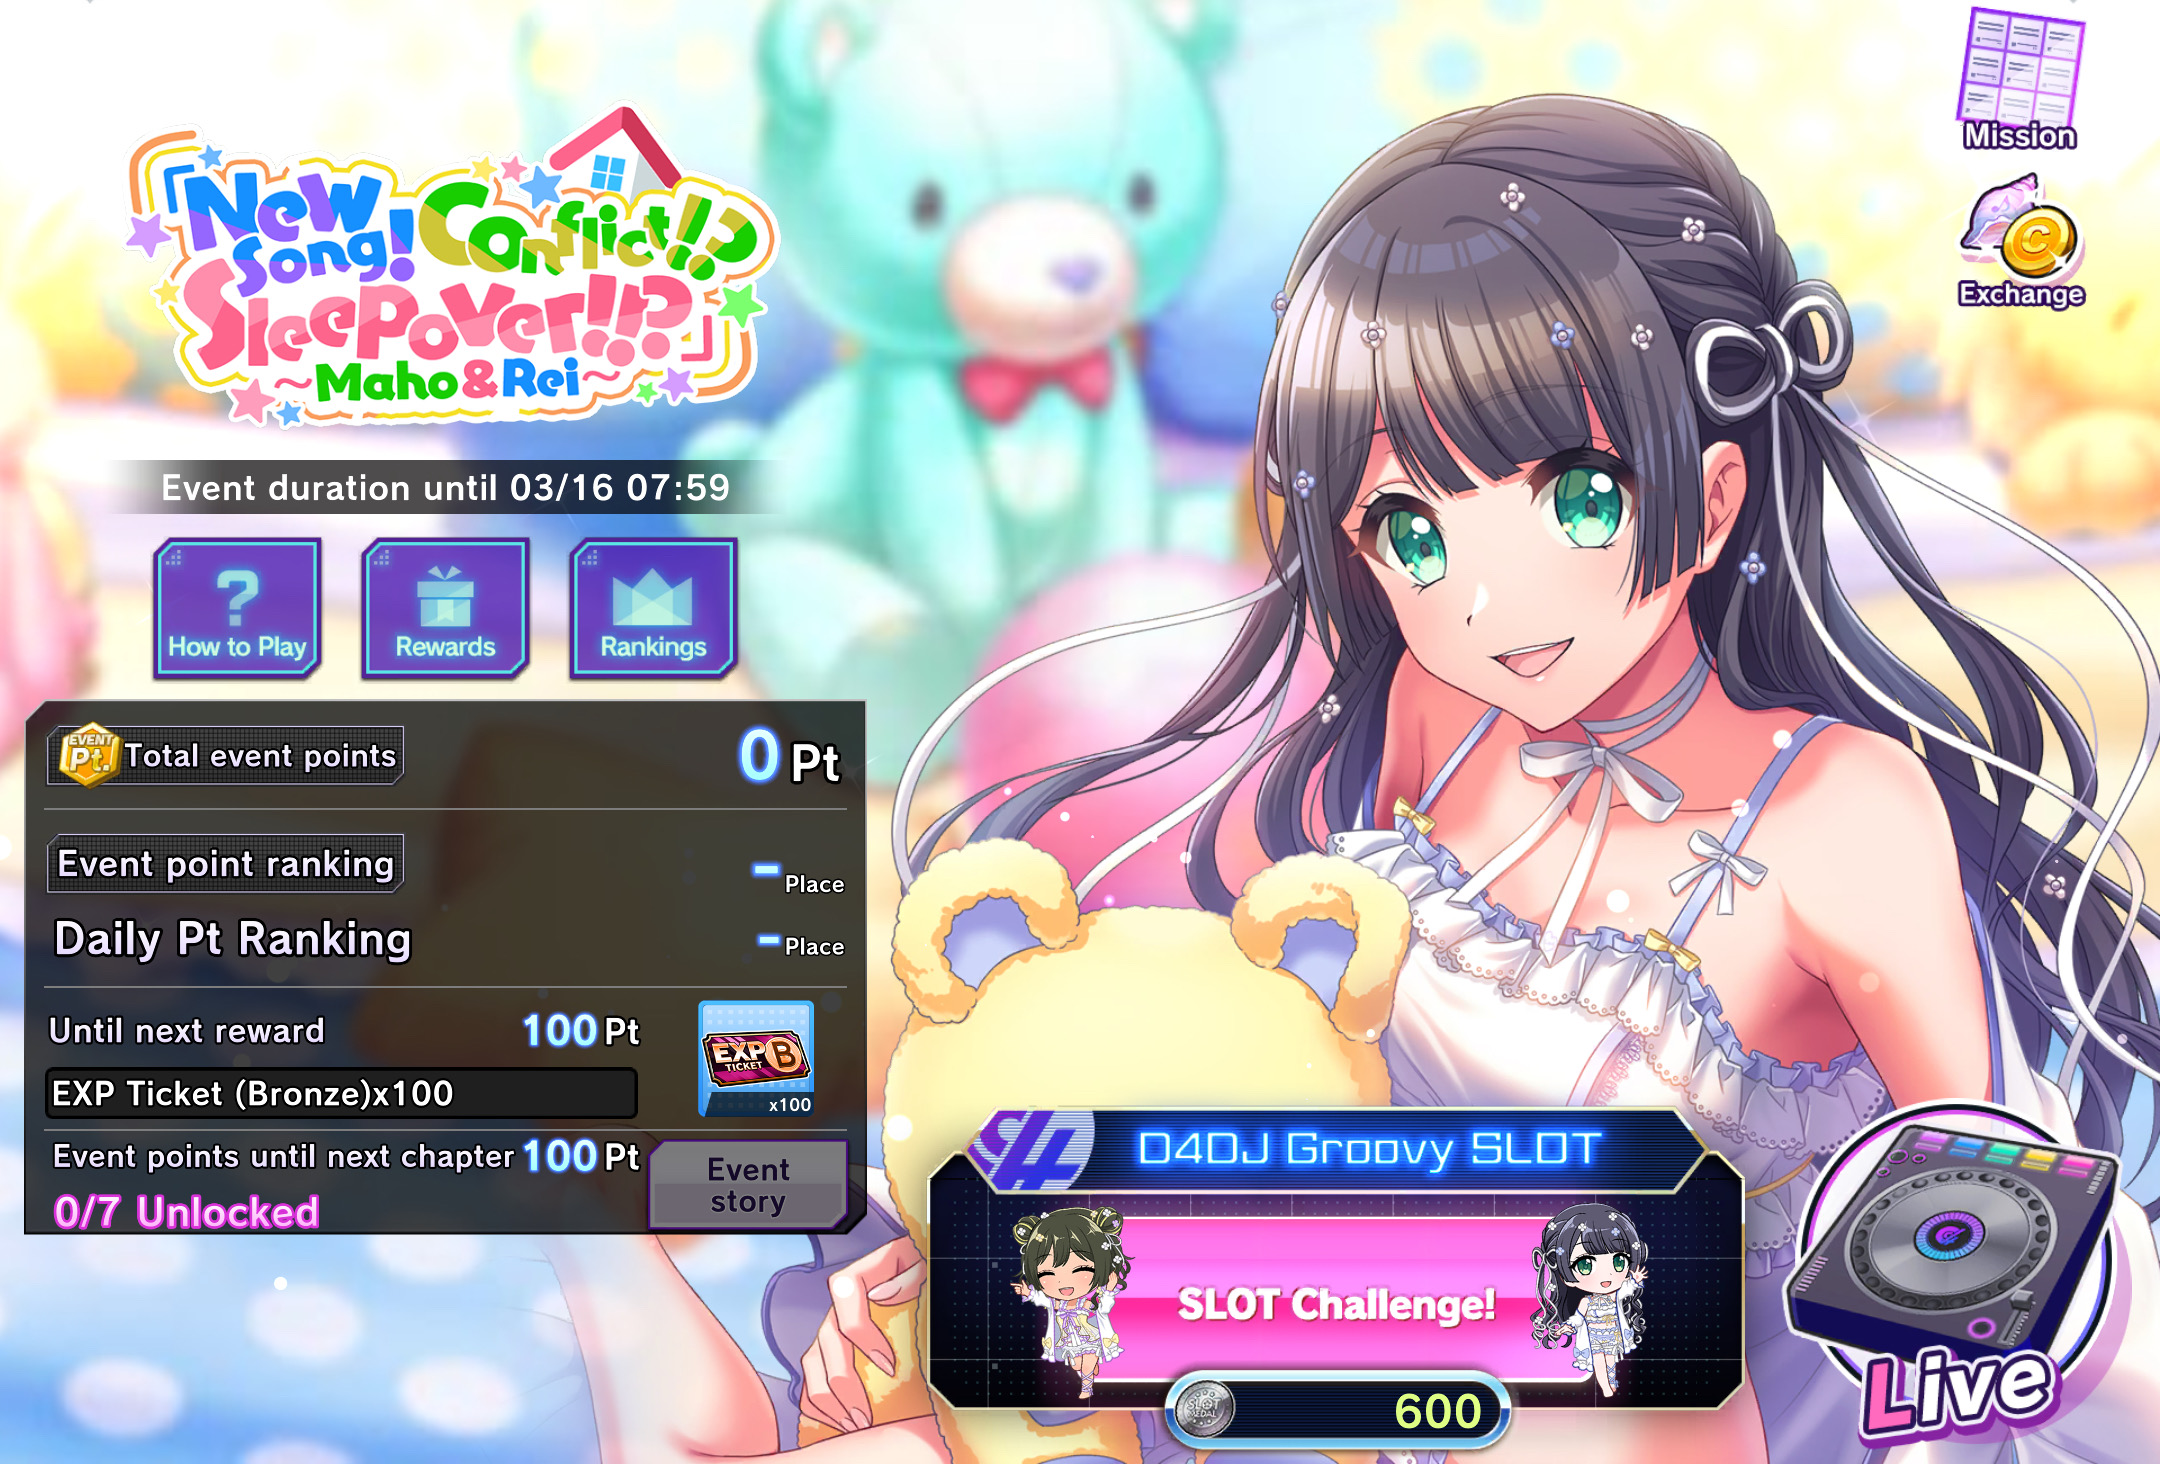 「New Song! Conflict!?
Sleepover!!?」
~Maho&Rei~
Event duration until 03/16 07:59
How to Play
Rewards
Rankings
EVENT Pt. Total event points 0 Pt
Event point ranking - Place
Daily Pt Ranking - Place
Until next reward 100 Pt
EXP Ticket (Bronze)x100
EXP TICKET B
x100
Event points until next chapter 100 Pt
0/7 Unlocked
Event story
Mission
C
Exchange
D4DJ Groovy SLOT
SLOT Challenge!
SLOT MEDAL
600
Live